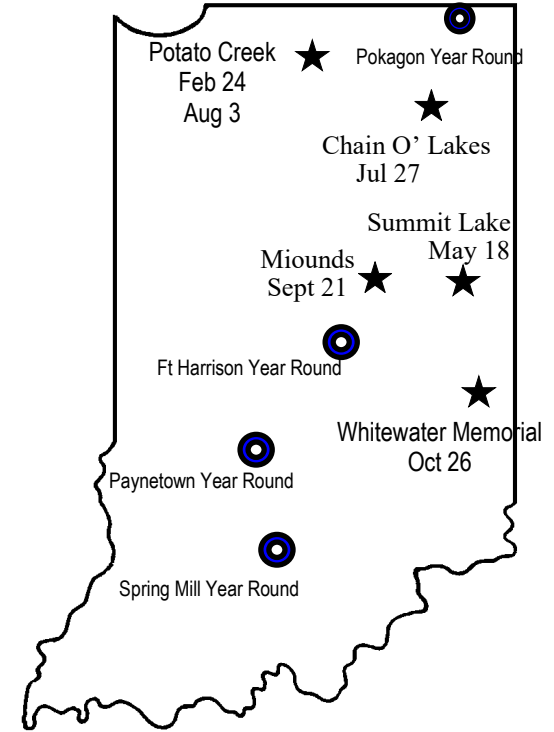 Potato Creek
Feb 24
Aug 3
Pokagon Year Round
Chain O’ Lakes
Jul 27
Summit Lake
May 18
Miounds
Sept 21
Ft Harrison Year Round
Whitewater Memorial
Oct 26
Paynetown Year Round
Spring Mill Year Round